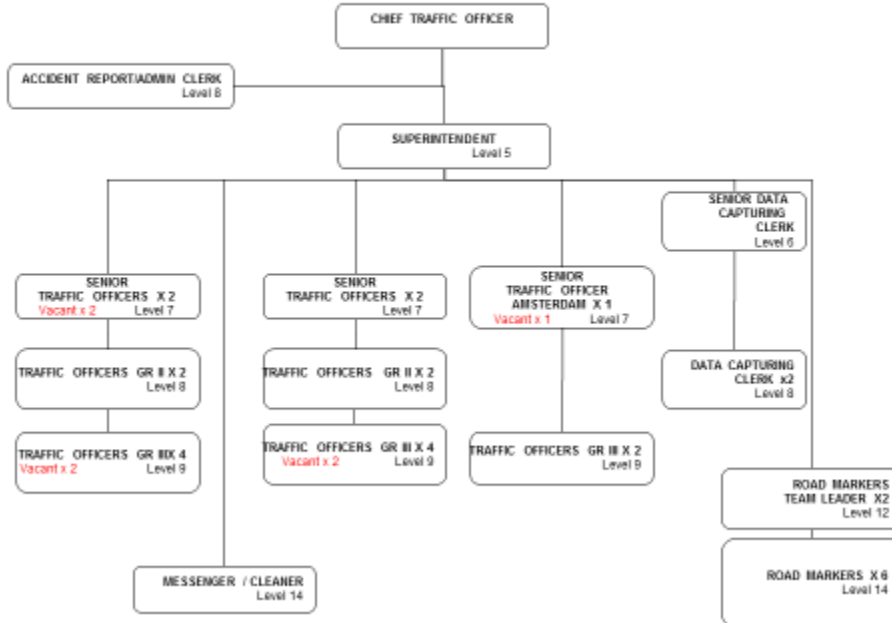 CHIEF TRAFFIC OFFICER
ACCIDENT REPORT/ADMIN CLERK
Level 8
SUPERINTENDENT
Level 5
SENIOR DATA
CAPTURING
CLERK
Level 6
SENIOR
TRAFFIC OFFICERS X 2
Vacant x 2 Level 7
SENIOR
TRAFFIC OFFICERS X 2
Level 7
SENIOR
TRAFFIC OFFICER
AMSTERDAM X 1
Vacant x 1 Level 7
TRAFFIC OFFICERS GR II X 2
Level 8
TRAFFIC OFFICERS GR II X 2
Level 8
DATA CAPTURING
CLERK x2
Level 8
TRAFFIC OFFICERS GR IIIX 4
Vacant x 2 Level 9
TRAFFIC OFFICERS GR III X 4
Vacant x 2 Level 9
TRAFFIC OFFICERS GR III X 2
Level 9
ROAD MARKERS
TEAM LEADER X2
Level 12
MESSENGER / CLEANER
Level 14
ROAD MARKERS X 6
Level 14